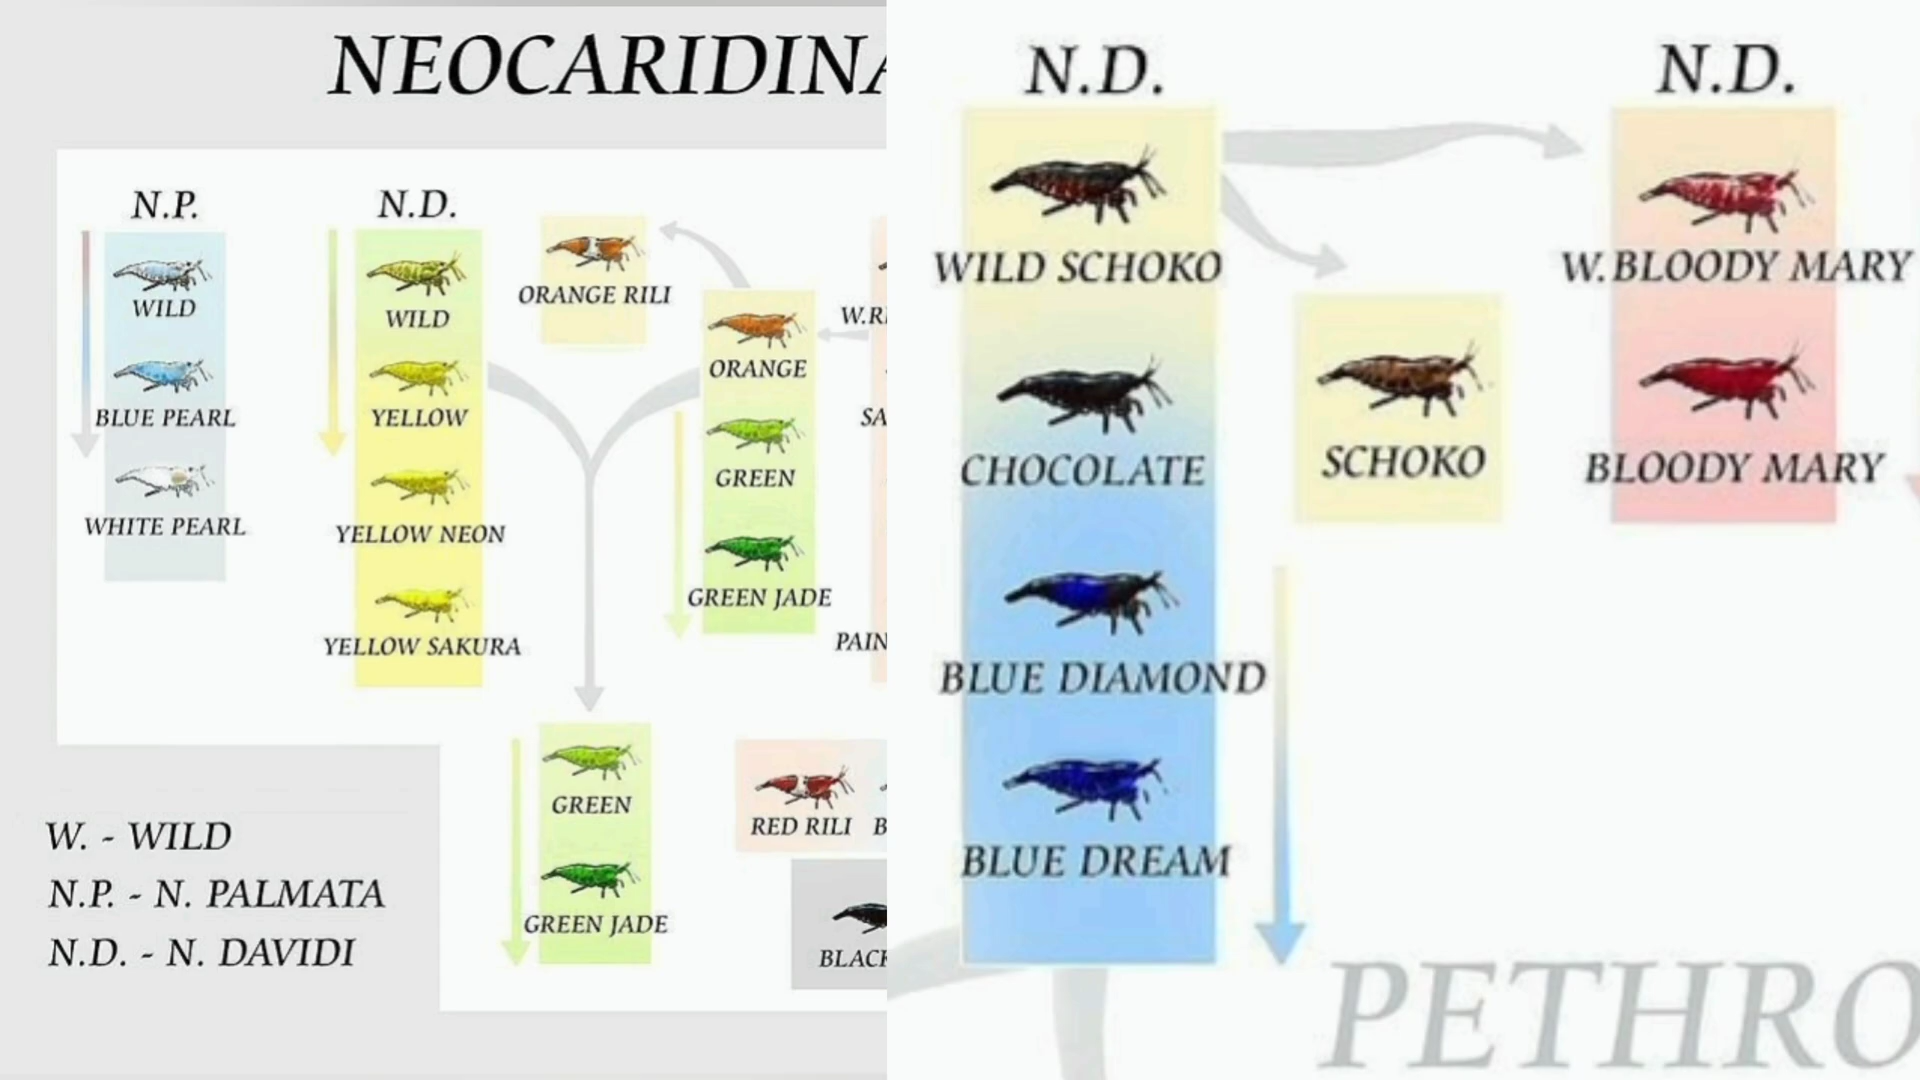 NEOCARIDINA
N.P.
WILD
BLUE PEARL
WHITE PEARL
N.D.
WILD
YELLOW
YELLOW NEON
YELLOW SAKURA
ORANGE RILI
ORANGE
GREEN
GREEN JADE
GREEN
GREEN JADE
RED RILI
BLACK
W. - WILD
N.P. - N. PALMATA
N.D. - N. DAVIDI
N.D.
WILD SCHOKO
CHOCOLATE
BLUE DIAMOND
BLUE DREAM
SCHOKO
N.D.
W.BLOODY MARY
BLOODY MARY
PETHRO